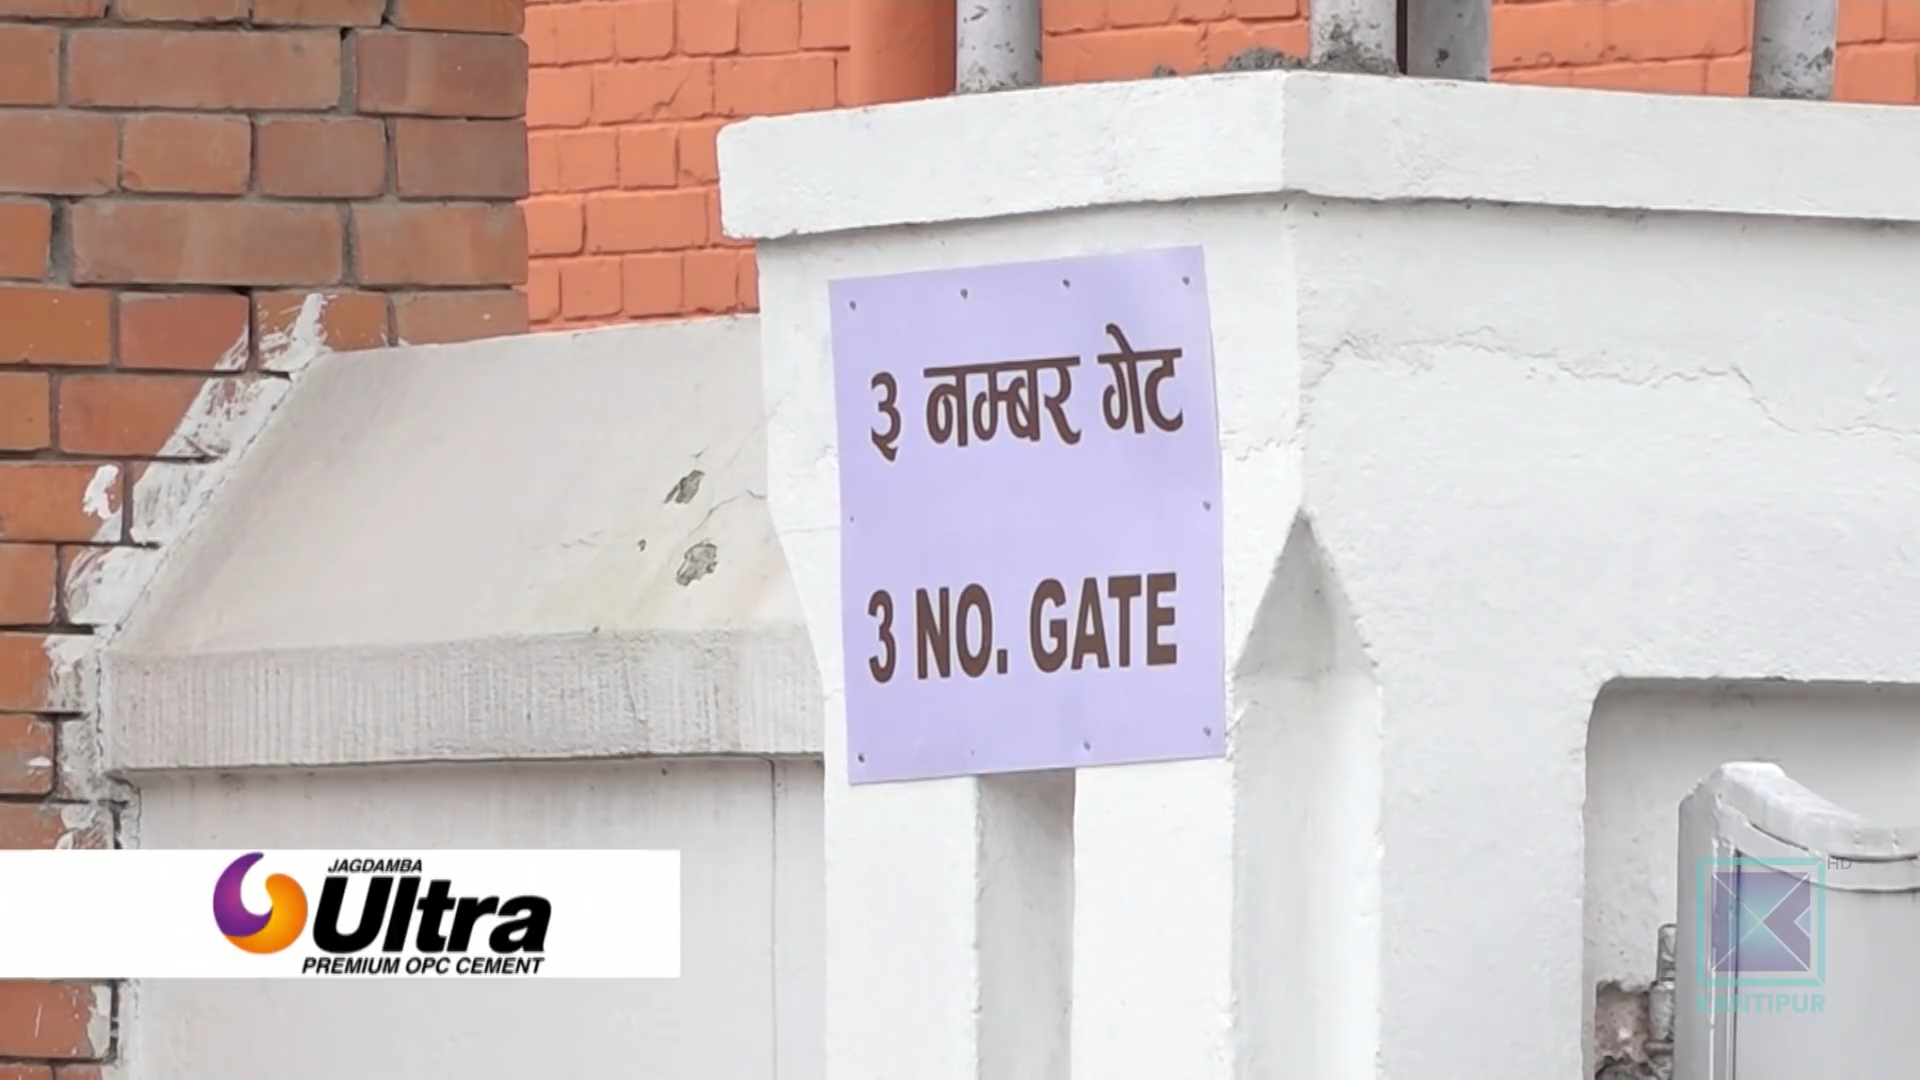 ३ नम्बर गेट
3 NO. GATE
JAGDAMBA
Ultra
PREMIUM OPC CEMENT
HD
KANTIPUR